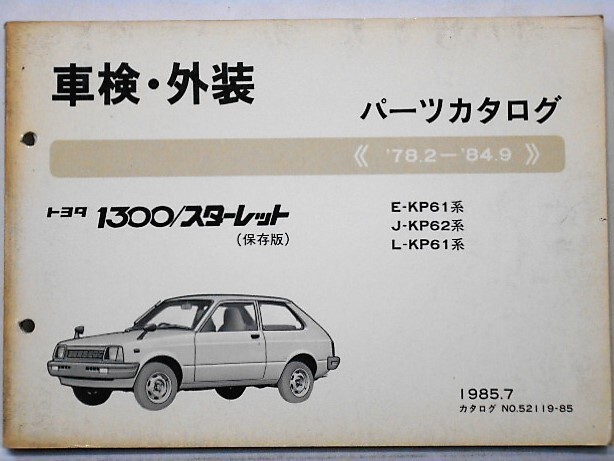 車検・外装
パーツカタログ
《 '78.2－'84.9 》
トヨタ 1300/スターレット
(保存版)
E-KP61系
J-KP62系
L-KP61系
1985.7
カタログ NO.52119-85